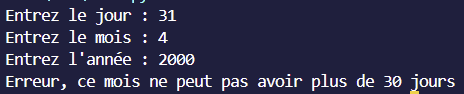 Entrez le jour : 31
Entrez le mois : 4
Entrez l'année : 2000
Erreur, ce mois ne peut pas avoir plus de 30 jours